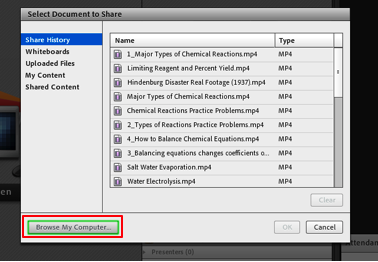 Select Document to Share
Share History
Whiteboards
Uploaded Files
My Content
Shared Content
Name Type
1_Major Types of Chemical Reactions.mp4 MP4
Limiting Reagent and Percent Yield.mp4 MP4
Hindenburg Disaster Real Footage (1937).mp4 MP4
Major Types of Chemical Reactions.mp4 MP4
Chemical Reactions Practice Problems.mp4 MP4
2_Types of Reactions Practice Problems.mp4 MP4
4_How to Balance Chemical Equations.mp4 MP4
3_Balancing equations changes coefficients o... MP4
Salt Water Evaporation.mp4 MP4
Water Electrolysis.mp4 MP4
Clear
Browse My Computer... OK Cancel
Presenters (0)